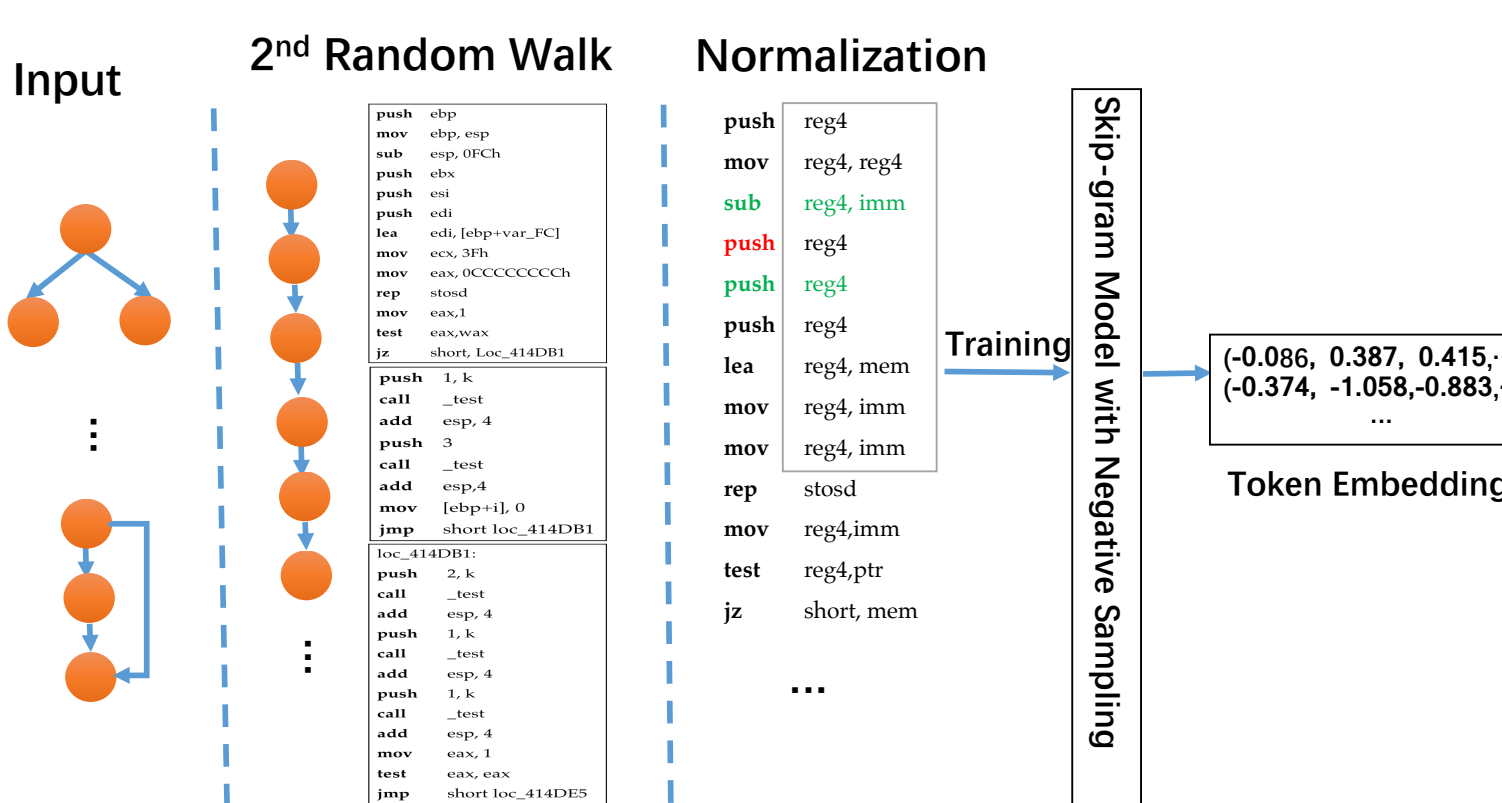 Input
⋮
2nd Random Walk
push ebp
mov ebp, esp
sub esp, 0FCh
push ebx
push esi
push edi
lea edi, [ebp+var_FC]
mov ecx, 3Fh
mov eax, 0CCCCCCCCh
rep stosd
mov eax,1
test eax,wax
jz short, Loc_414DB1
push 1, k
call _test
add esp, 4
push 3
call _test
add esp,4
mov [ebp+i], 0
jmp short loc_414DB1
loc_414DB1:
push 2, k
call _test
add esp, 4
push 1, k
call _test
add esp, 4
push 1, k
call _test
add esp, 4
mov eax, 1
test eax, eax
jmp short loc_414DE5
⋮
Normalization
push reg4
mov reg4, reg4
sub reg4, imm
push reg4
push reg4
push reg4
lea reg4, mem
mov reg4, imm
mov reg4, imm
rep stosd
mov reg4,imm
test reg4,ptr
jz short, mem
...
Training
Skip-gram Model with Negative Sampling
(-0.086, 0.387, 0.415,
(-0.374, -1.058,-0.883,
...
Token Embedding